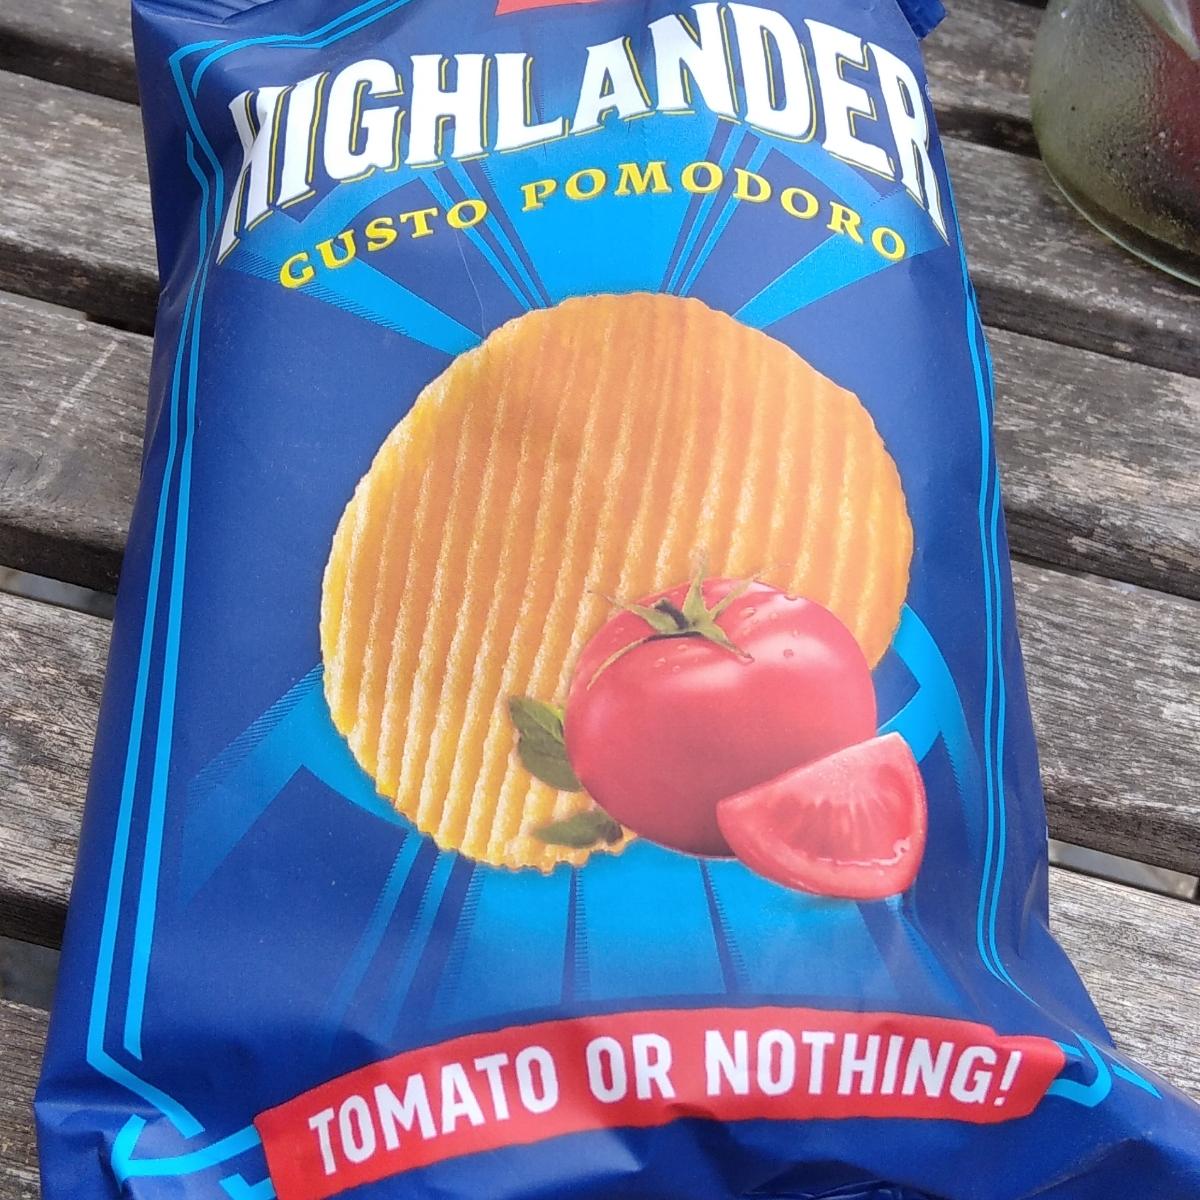 HIGHLANDER
GUSTO POMODORO
TOMATO OR NOTHING!